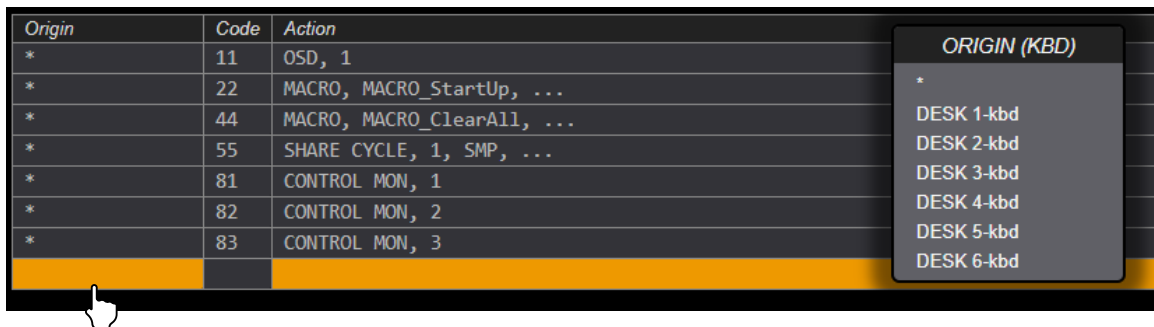 Origin Code Action
* 11 OSD, 1
* 22 MACRO, MACRO_StartUp, ...
* 44 MACRO, MACRO_ClearAll, ...
* 55 SHARE CYCLE, 1, SMP, ...
* 81 CONTROL MON, 1
* 82 CONTROL MON, 2
* 83 CONTROL MON, 3
ORIGIN (KBD)
*
DESK 1-kbd
DESK 2-kbd
DESK 3-kbd
DESK 4-kbd
DESK 5-kbd
DESK 6-kbd